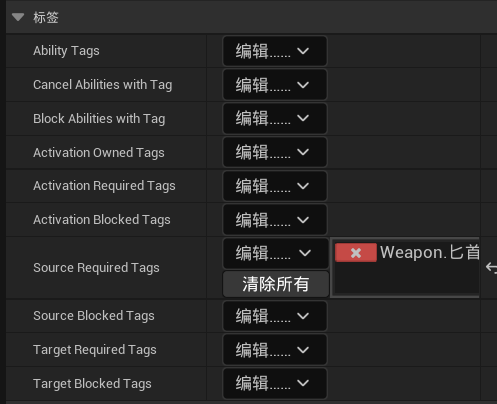 标签
Ability Tags
编辑......
Cancel Abilities with Tag
编辑......
Block Abilities with Tag
编辑......
Activation Owned Tags
编辑......
Activation Required Tags
编辑......
Activation Blocked Tags
编辑......
Source Required Tags
编辑......
清除所有
Weapon.匕首
Source Blocked Tags
编辑......
Target Required Tags
编辑......
Target Blocked Tags
编辑......